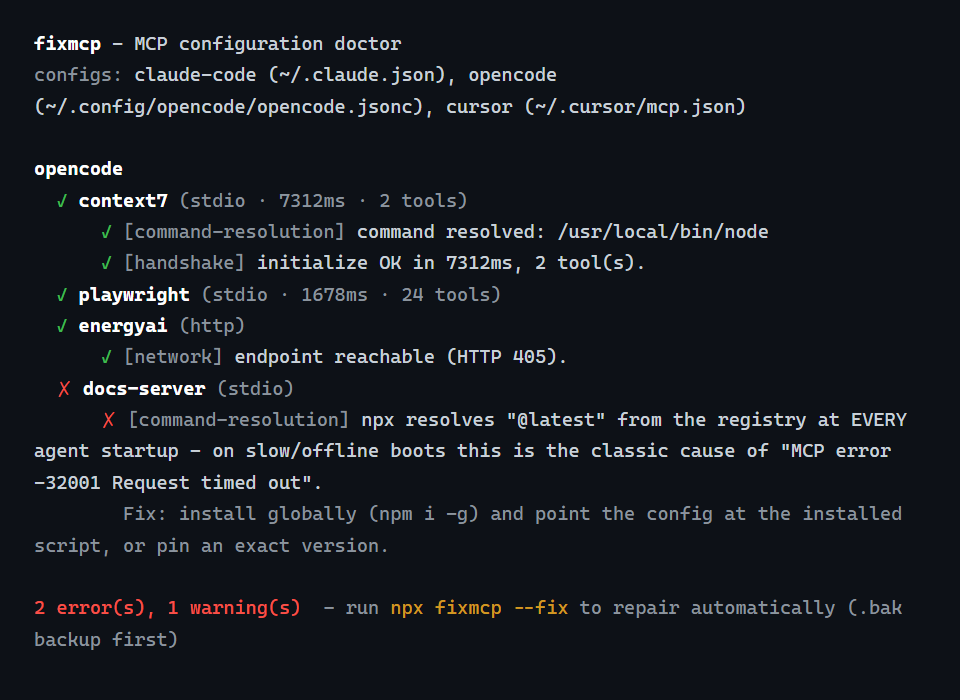 fixmcp – MCP configuration doctor
configs: claude-code (~/.claude.json), opencode
(~/.config/opencode/opencode.jsonc), cursor (~/.cursor/mcp.json)
opencode
✓ context7 (stdio · 7312ms · 2 tools)
✓ [command-resolution] command resolved: /usr/local/bin/node
✓ [handshake] initialize OK in 7312ms, 2 tool(s).
✓ playwright (stdio · 1678ms · 24 tools)
✓ energyai (http)
✓ [network] endpoint reachable (HTTP 405).
✗ docs-server (stdio)
✗ [command-resolution] npx resolves "@latest" from the registry at EVERY
agent startup – on slow/offline boots this is the classic cause of "MCP error
-32001 Request timed out".
Fix: install globally (npm i -g) and point the config at the installed
script, or pin an exact version.
2 error(s), 1 warning(s) – run npx fixmcp --fix to repair automatically (.bak
backup first)